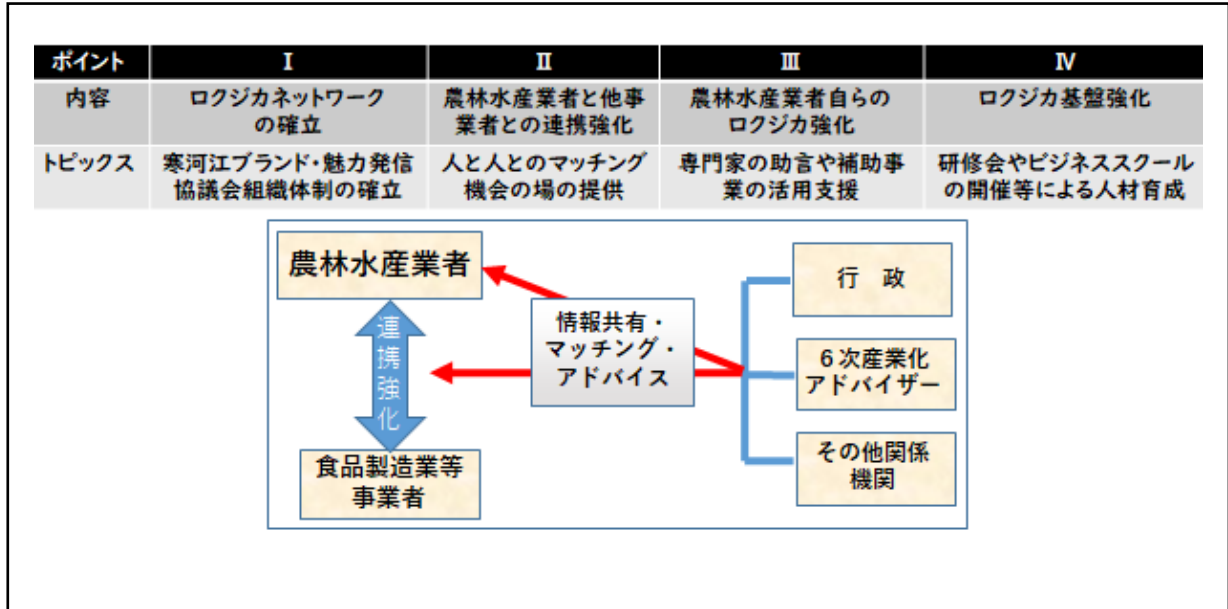 ポイント Ⅰ Ⅱ Ⅲ Ⅳ
内容 ロクジカネットワーク 農林水産業者と他事 農林水産業者自らの ロクジカ基盤強化
の確立 業者との連携強化 ロクジカ強化
トピックス 寒河江ブランド・魅力発信 人と人とのマッチング 専門家の助言や補助事 研修会やビジネススクール
協議会組織体制の確立 機会の場の提供 業の活用支援 の開催等による人材育成
農林水産業者
連携強化
食品製造業等
事業者
情報共有・
マッチング・
アドバイス
行 政
６次産業化
アドバイザー
その他関係
機関